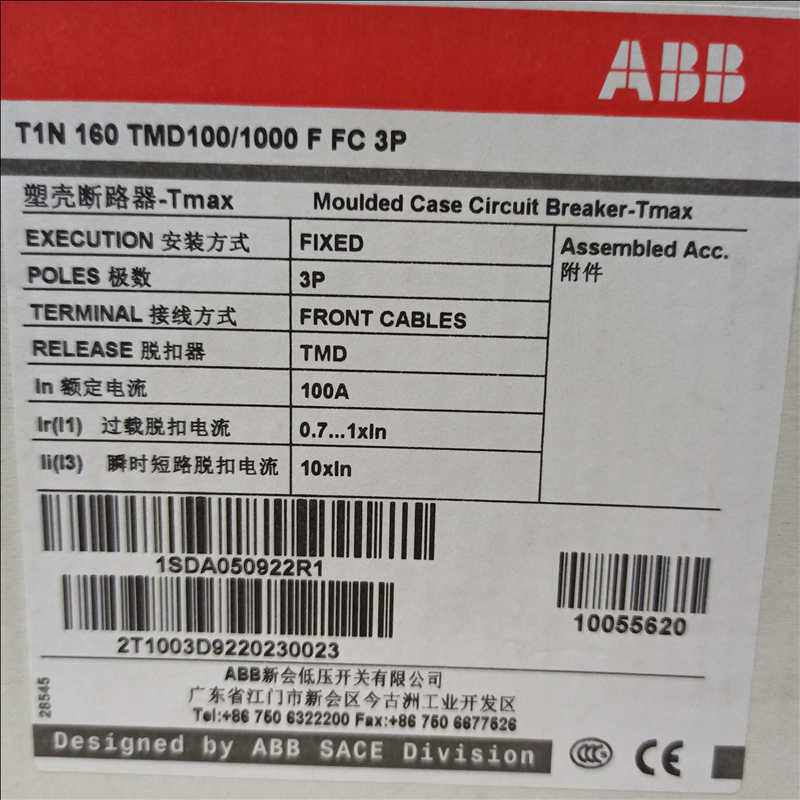 ABB
T1N 160 TMD100/1000 F FC 3P
塑壳断路器-Tmax Moulded Case Circuit Breaker-Tmax
EXECUTION 安装方式 FIXED Assembled Acc.
附件
POLES 极数 3P
TERMINAL 接线方式 FRONT CABLES
RELEASE 脱扣器 TMD
In 额定电流 100A
Ir(I1) 过载脱扣电流 0.7...1xIn
Ii(I3) 瞬时短路脱扣电流 10xIn
1SDA050922R1
10055620
2T1003D9220230023
ABB新会低压开关有限公司
广东省江门市新会区今古洲工业开发区
Tel:+86 750 6322200 Fax:+86 750 6677526
26545
Designed by ABB SACE Division
CCC CE